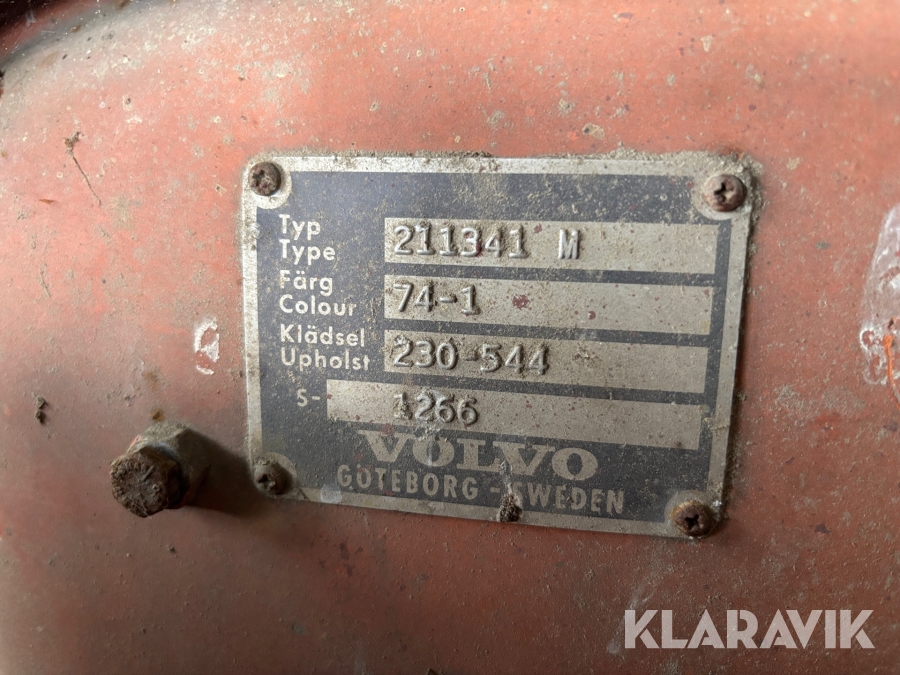 Typ
Type 211341 M
Färg
Colour 74-1
Klädsel
Upholst 230-544
S- 1266
VOLVO
GÖTEBORG - SWEDEN
KLARAVIK